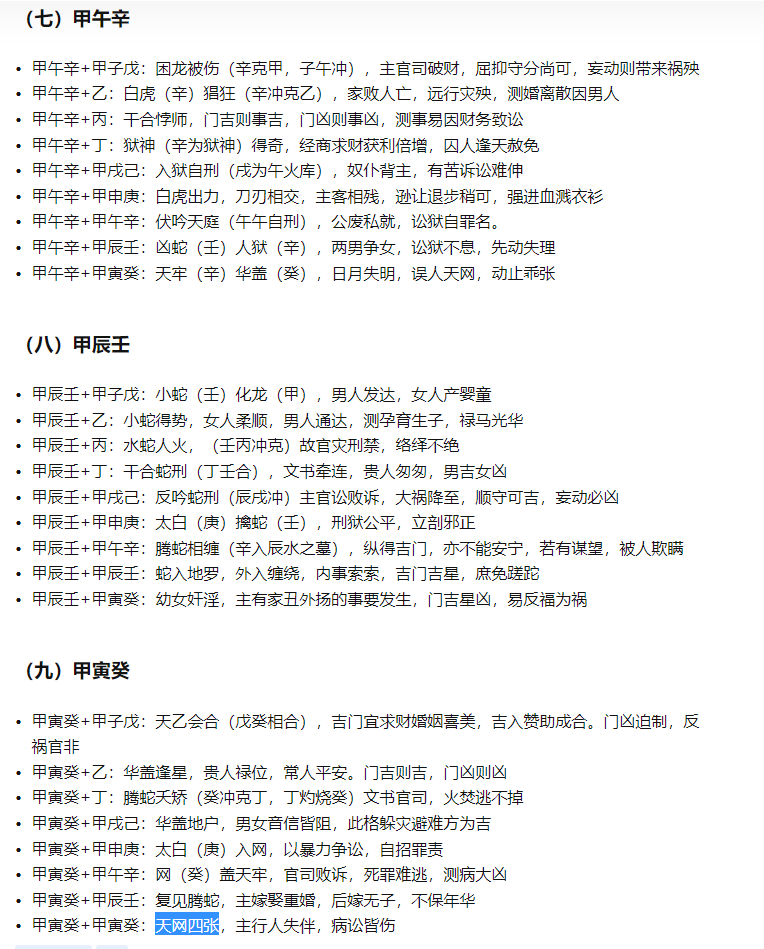 （七）甲午辛
• 甲午辛+甲子戊：困龙被伤（辛克甲，子午冲），主官司破财，屈抑守分尚可，妄动则带来祸殃
• 甲午辛+乙：白虎（辛）猖狂（辛冲克乙），家败人亡，远行灾殃，测婚离散因男人
• 甲午辛+丙：干合悖师，门吉则事吉，门凶则事凶，测事易因财务致讼
• 甲午辛+丁：狱神（辛为狱神）得奇，经商求财获利倍增，囚人逢天赦免
• 甲午辛+甲戌己：入狱自刑（戌为午火库），奴仆背主，有苦诉讼难伸
• 甲午辛+甲申庚：白虎出力，刀刃相交，主客相残，逊让退步稍可，强进血溅衣衫
• 甲午辛+甲午辛：伏吟天庭（午午自刑），公废私就，讼狱自罪名。
• 甲午辛+甲辰壬：凶蛇（壬）人狱（辛），两男争女，讼狱不息，先动失理
• 甲午辛+甲寅癸：天牢（辛）华盖（癸），日月失明，误人天网，动止乖张
（八）甲辰壬
• 甲辰壬+甲子戊：小蛇（壬）化龙（甲），男人发达，女人产婴童
• 甲辰壬+乙：小蛇得势，女人柔顺，男人通达，测孕育生子，禄马光华
• 甲辰壬+丙：水蛇人火，（壬丙冲克）故官灾刑禁，络绎不绝
• 甲辰壬+丁：干合蛇刑（丁壬合），文书牵连，贵人匆匆，男吉女凶
• 甲辰壬+甲戌己：反吟蛇刑（辰戌冲）主官讼败诉，大祸降至，顺守可吉，妄动必凶
• 甲辰壬+甲申庚：太白（庚）擒蛇（壬），刑狱公平，立剖邪正
• 甲辰壬+甲午辛：腾蛇相缠（辛入辰水之墓），纵得吉门，亦不能安宁，若有谋望，被人欺瞒
• 甲辰壬+甲辰壬：蛇入地罗，外入缠绕，内事索索，吉门吉星，庶免蹉跎
• 甲辰壬+甲寅癸：幼女奸淫，主有家丑外扬的事要发生，门吉星凶，易反福为祸
（九）甲寅癸
• 甲寅癸+甲子戊：天乙会合（戊癸相合），吉门宜求财婚姻喜美，吉入赞助成合。门凶迫制，反
祸官非
• 甲寅癸+乙：华盖逢星，贵人禄位，常人平安。门吉则吉，门凶则凶
• 甲寅癸+丁：腾蛇夭矫（癸冲克丁，丁灼烧癸）文书官司，火焚逃不掉
• 甲寅癸+甲戌己：华盖地户，男女音信皆阻，此格躲灾避难方为吉
• 甲寅癸+甲申庚：太白（庚）入网，以暴力争讼，自招罪责
• 甲寅癸+甲午辛：网（癸）盖天牢，官司败诉，死罪难逃，测病大凶
• 甲寅癸+甲辰壬：复见腾蛇，主嫁娶重婚，后嫁无子，不保年华
• 甲寅癸+甲寅癸：天网四张，主行人失伴，病讼皆伤